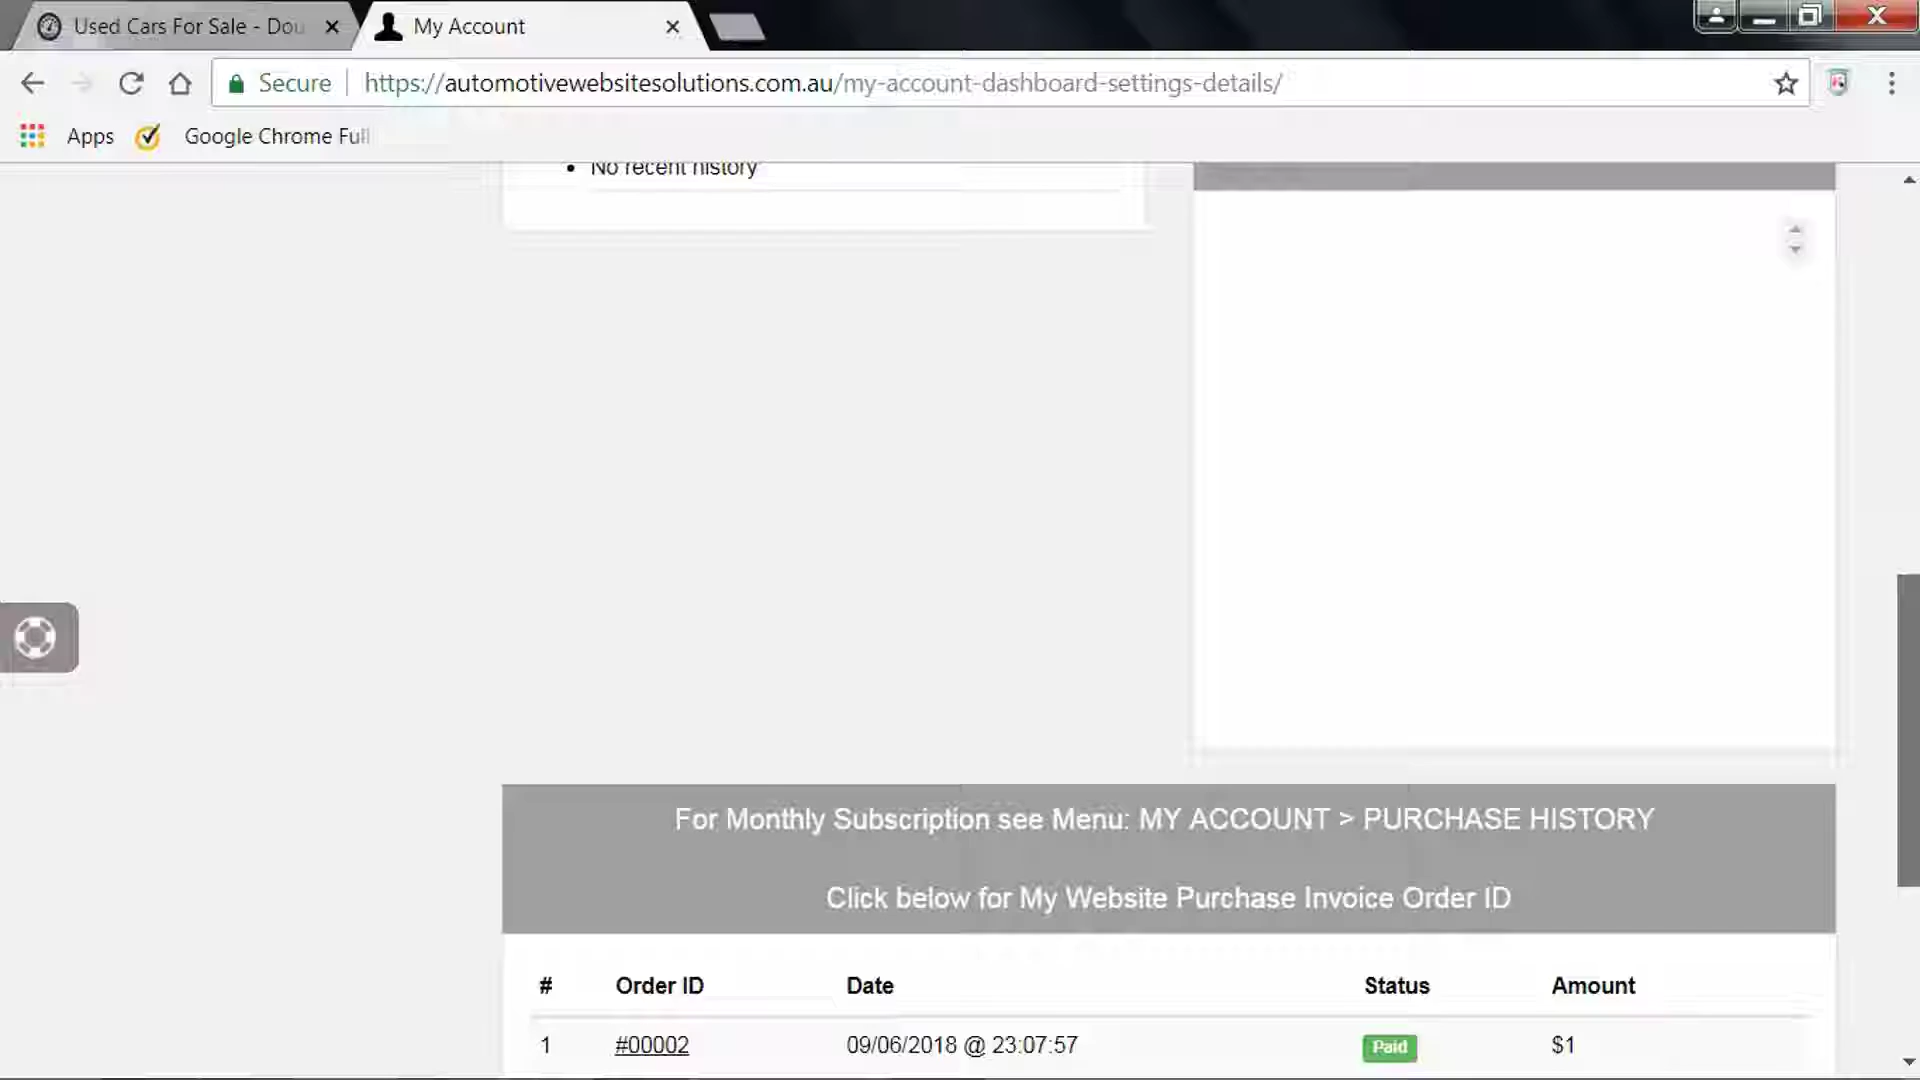 Used Cars For Sale - Dou
My Account
Secure
https://automotivewebsitesolutions.com.au/my-account-dashboard-settings-details/
Apps
Google Chrome Full
No recent history
For Monthly Subscription see Menu: MY ACCOUNT > PURCHASE HISTORY
Click below for My Website Purchase Invoice Order ID
# Order ID Date Status Amount
1 #00002 09/06/2018 @ 23:07:57 Paid $1